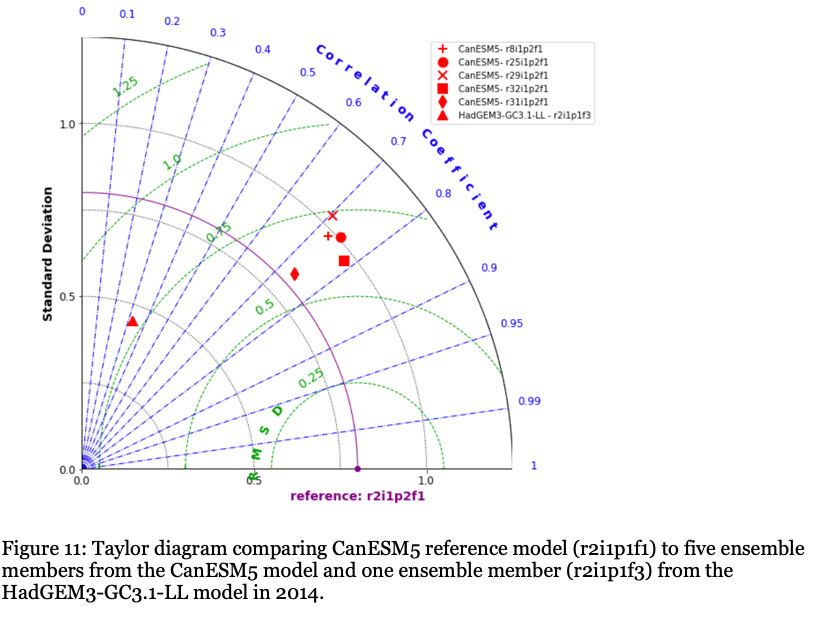 0
0.1
0.2
0.3
0.4
0.5
0.6
0.7
0.8
0.9
0.95
0.99
1
Correlation Coefficient
CanESM5- r8i1p2f1
CanESM5- r25i1p2f1
CanESM5- r29i1p2f1
CanESM5- r32i1p2f1
CanESM5- r31i1p2f1
HadGEM3-GC3.1-LL - r2i1p1f3
1.25
1.0
0.75
0.5
0.25
RMSD
Standard Deviation
1.0
0.5
0.0
0.0
0.5
1.0
reference: r2i1p2f1
Figure 11: Taylor diagram comparing CanESM5 reference model (r2i1p1f1) to five ensemble
members from the CanESM5 model and one ensemble member (r2i1p1f3) from the
HadGEM3-GC3.1-LL model in 2014.